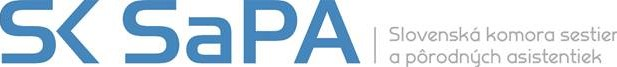 SK SaPA
Slovenská komora sestier
a pôrodných asistentiek